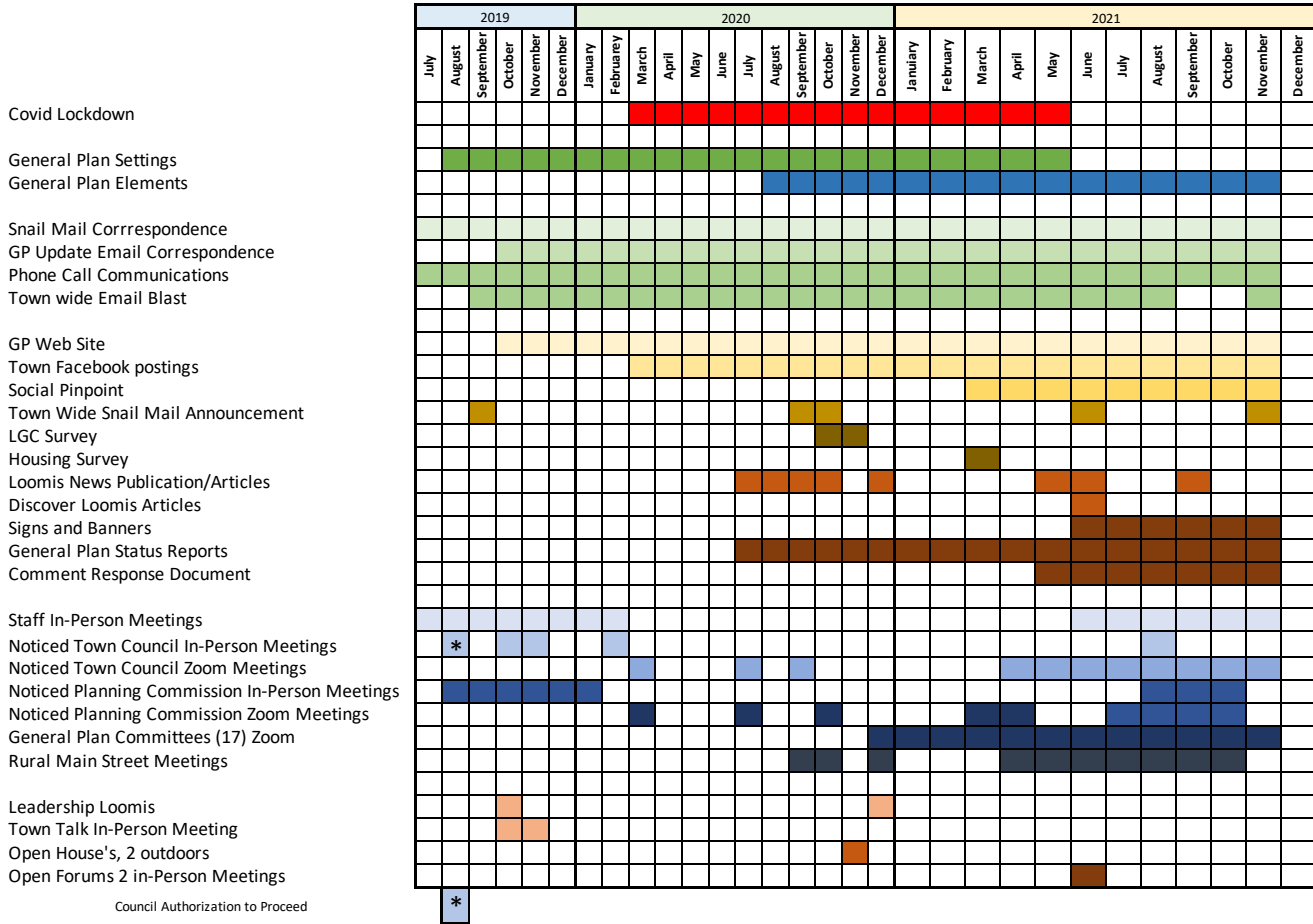 2019 2020 2021
July August September October November December January Februarey March April May June July August September October November December Januiary February March April May June July August September October November December
Covid Lockdown
General Plan Settings
General Plan Elements
Snail Mail Corrrespondence
GP Update Email Correspondence
Phone Call Communications
Town wide Email Blast
GP Web Site
Town Facebook postings
Social Pinpoint
Town Wide Snail Mail Announcement
LGC Survey
Housing Survey
Loomis News Publication/Articles
Discover Loomis Articles
Signs and Banners
General Plan Status Reports
Comment Response Document
Staff In-Person Meetings
Noticed Town Council In-Person Meetings *
Noticed Town Council Zoom Meetings
Noticed Planning Commission In-Person Meetings
Noticed Planning Commission Zoom Meetings
General Plan Committees (17) Zoom
Rural Main Street Meetings
Leadership Loomis
Town Talk In-Person Meeting
Open House's, 2 outdoors
Open Forums 2 in-Person Meetings
Council Authorization to Proceed *